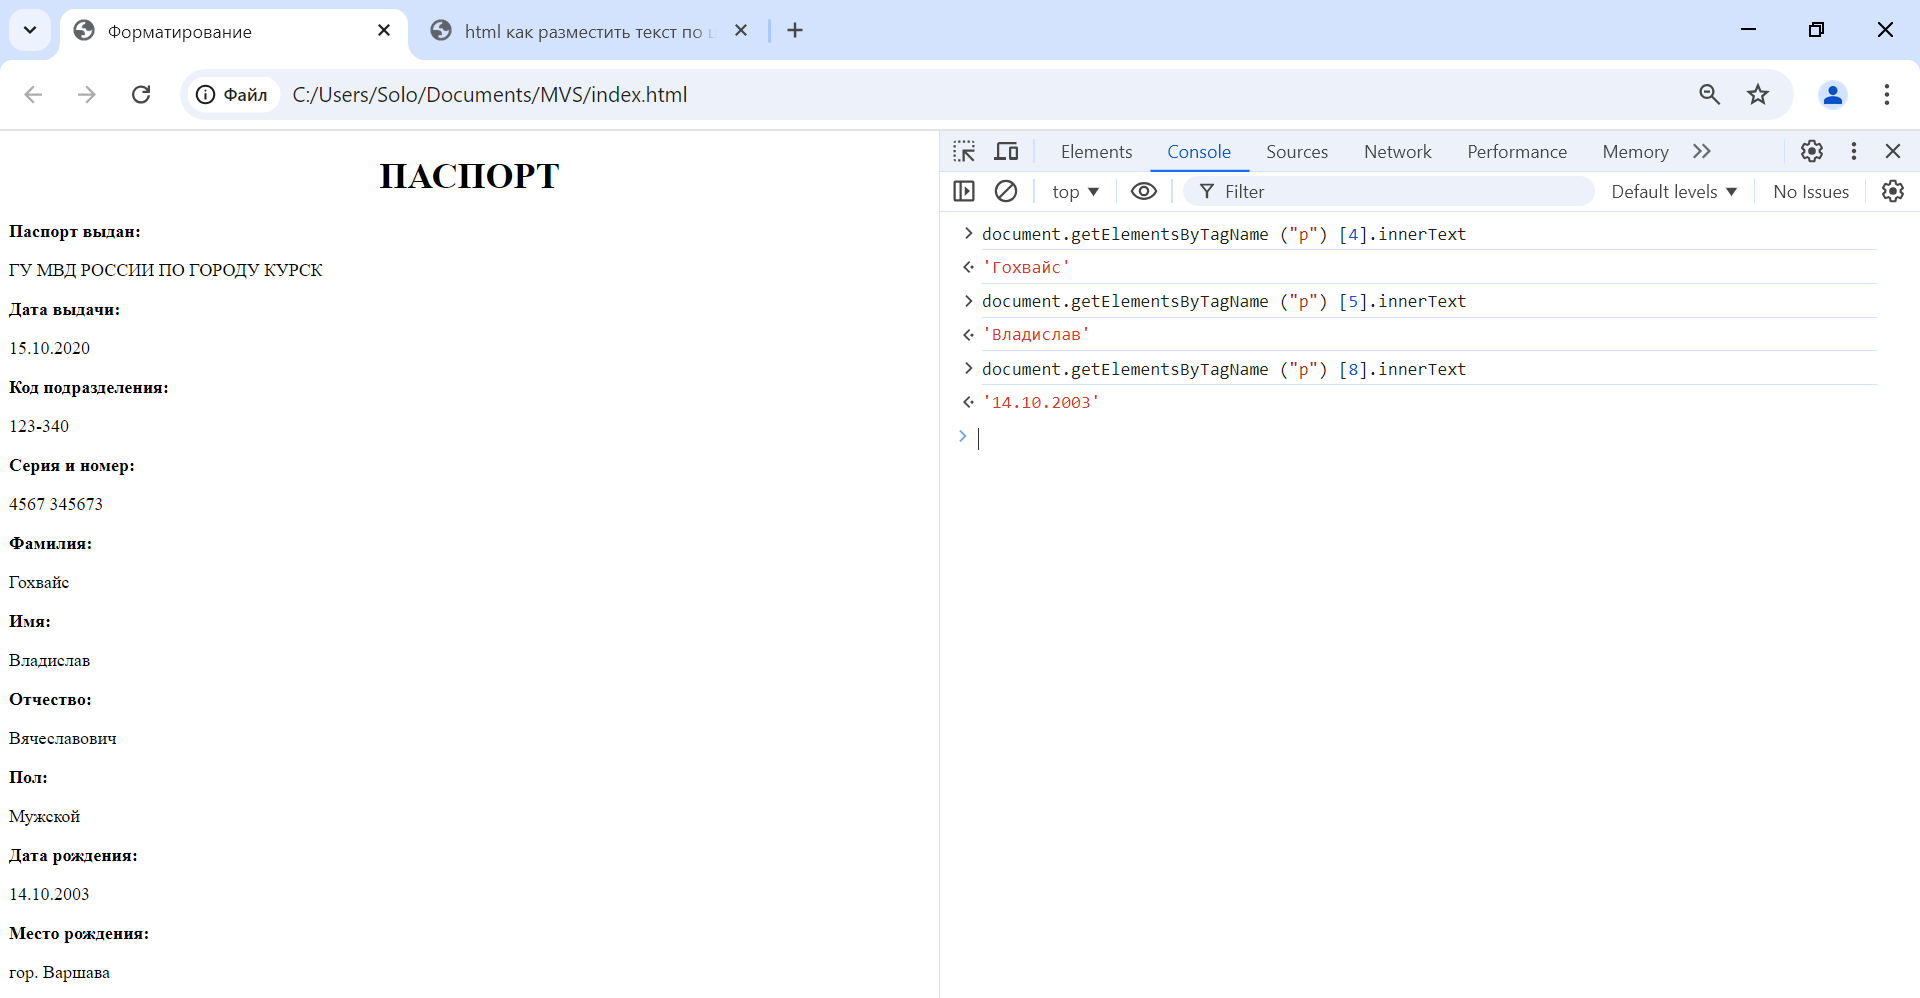 Форматирование
html как разместить текст по
Файл
C:/Users/Solo/Documents/MVS/index.html
ПАСПОРТ
Паспорт выдан:
ГУ МВД РОССИИ ПО ГОРОДУ КУРСК
Дата выдачи:
15.10.2020
Код подразделения:
123-340
Серия и номер:
4567 345673
Фамилия:
Гохвайс
Имя:
Владислав
Отчество:
Вячеславович
Пол:
Мужской
Дата рождения:
14.10.2003
Место рождения:
гор. Варшава
Elements Console Sources Network Performance Memory
top Filter Default levels No Issues
document.getElementsByTagName ("p") [4].innerText
'Гохвайс'
document.getElementsByTagName ("p") [5].innerText
'Владислав'
document.getElementsByTagName ("p") [8].innerText
'14.10.2003'